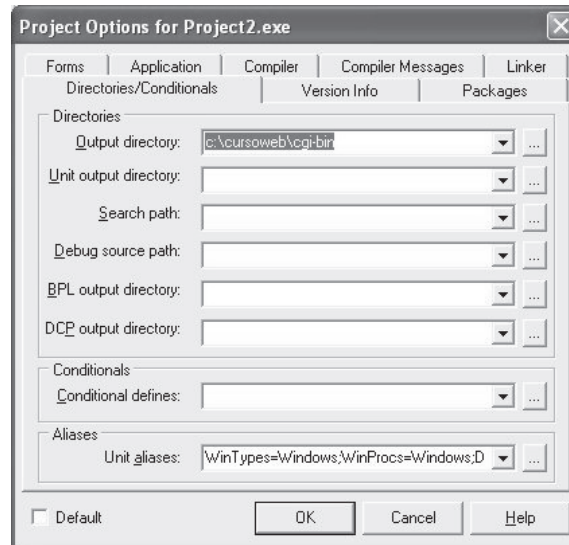 Project Options for Project2.exe
Forms Application Compiler Compiler Messages Linker
Directories/Conditionals Version Info Packages
Directories
Output directory: c:\cursoweb\cgi-bin ...
Unit output directory: ...
Search path: ...
Debug source path: ...
BPL output directory: ...
DCP output directory: ...
Conditionals
Conditional defines: ...
Aliases
Unit aliases: WinTypes=Windows;WinProcs=Windows;D ...
Default OK Cancel Help